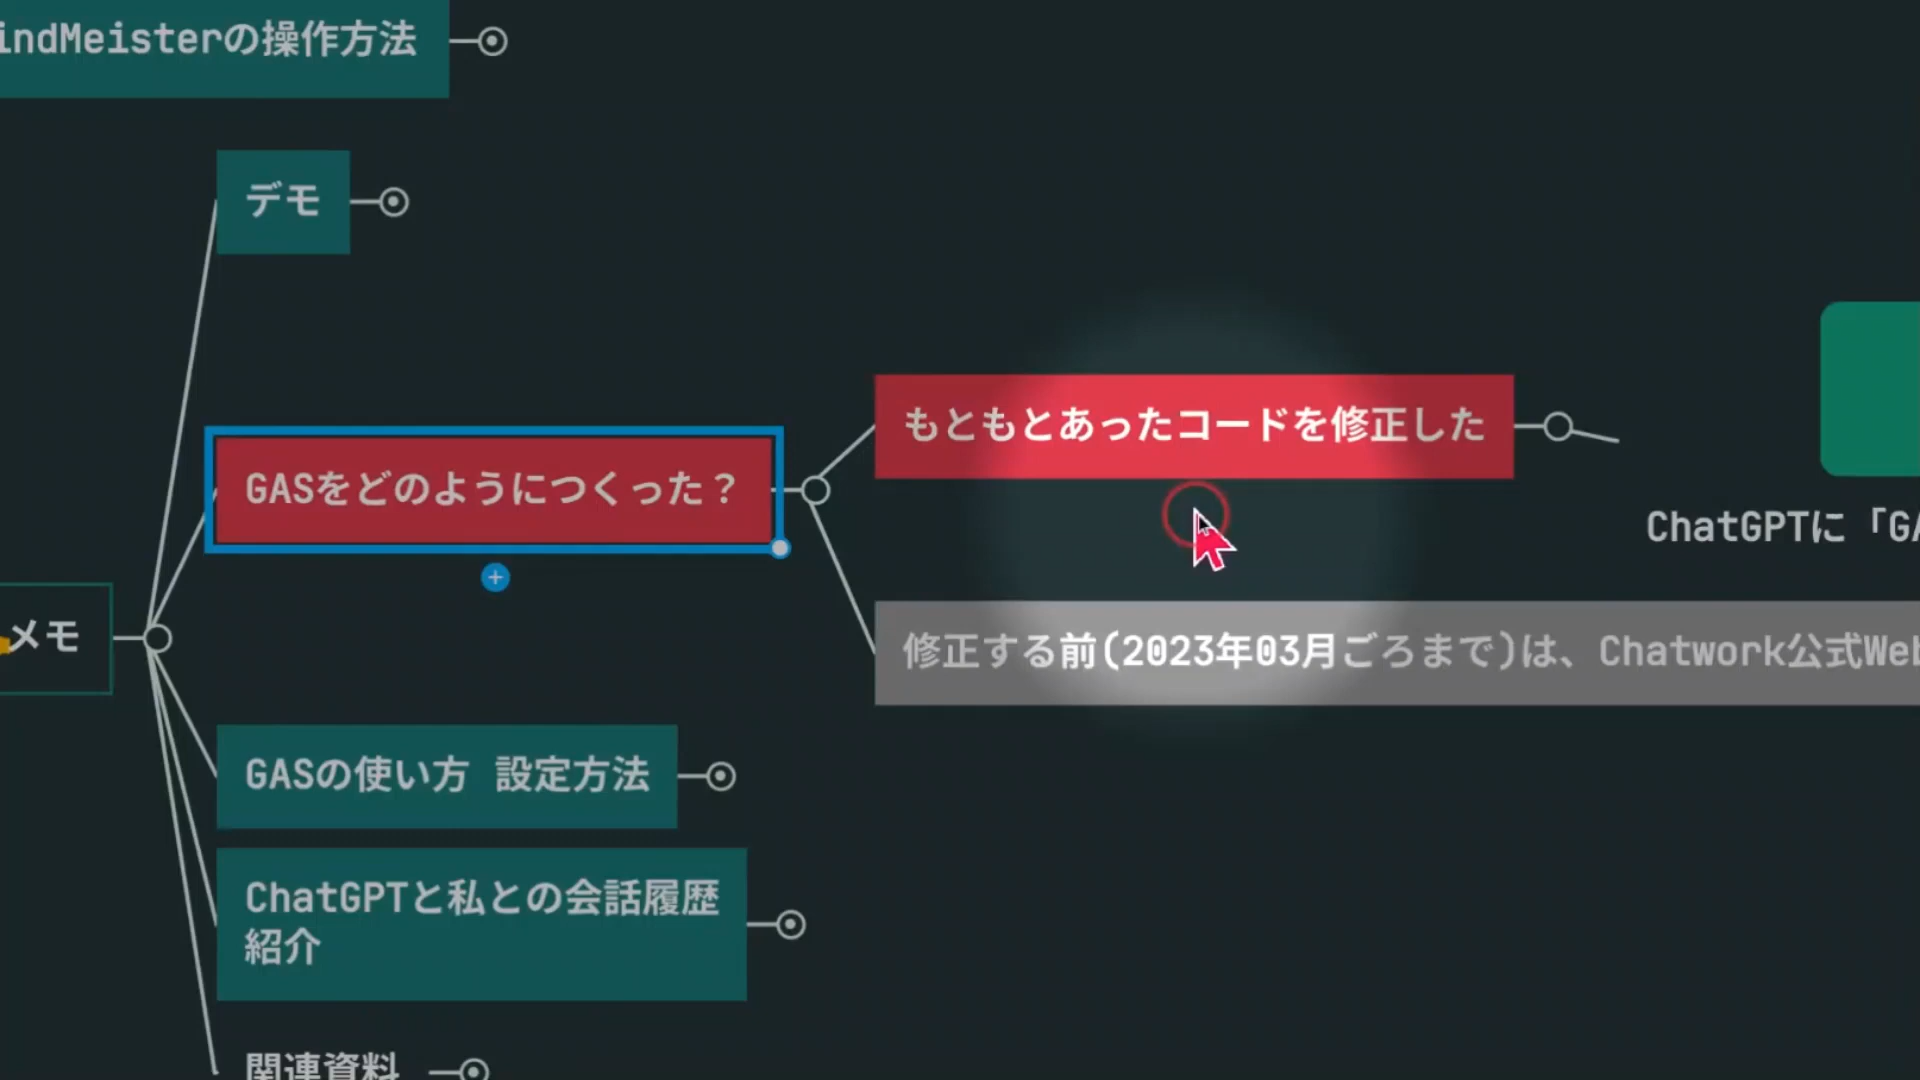 indMeisterの操作方法
デモ
もともとあったコードを修正した
GASをどのようにつくった？
ChatGPTに「GA
メモ
修正する前(2023年03月ごろまで)は、Chatwork公式Web
GASの使い方 設定方法
ChatGPTと私との会話履歴
紹介
関連資料